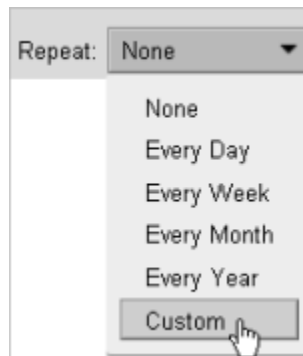 Repeat: None
None
Every Day
Every Week
Every Month
Every Year
Custom